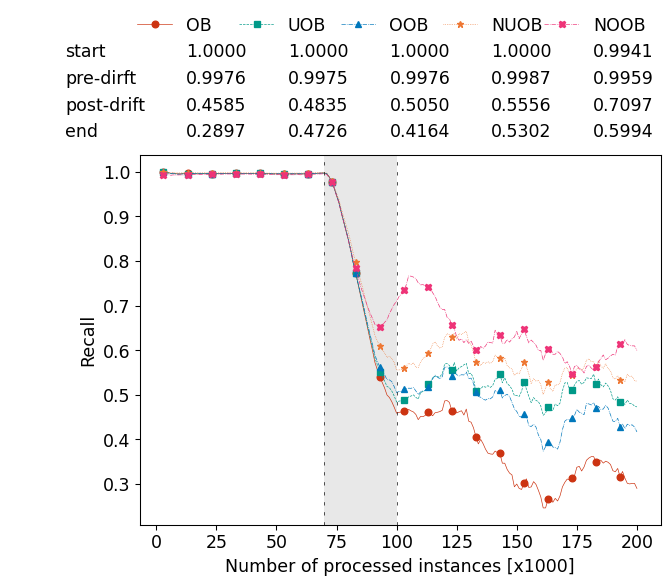 OB UOB OOB NUOB NOOB
start 1.0000 1.0000 1.0000 1.0000 0.9941
pre-dirft 0.9976 0.9975 0.9976 0.9987 0.9959
post-drift 0.4585 0.4835 0.5050 0.5556 0.7097
end 0.2897 0.4726 0.4164 0.5302 0.5994
1.0
0.9
0.8
0.7
0.6
0.5
0.4
0.3
Recall
0 25 50 75 100 125 150 175 200
Number of processed instances [x1000]